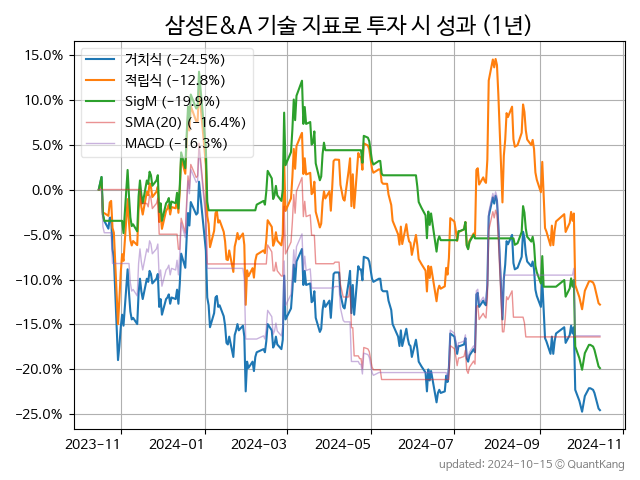 삼성E&A 기술 지표로 투자 시 성과 (1년)
거치식 (−24.5%)
적립식 (−12.8%)
SigM (−19.9%)
SMA(20) (−16.4%)
MACD (−16.3%)
15.0%
10.0%
5.0%
0.0%
−5.0%
−10.0%
−15.0%
−20.0%
−25.0%
2023-11 2024-01 2024-03 2024-05 2024-07 2024-09 2024-11
updated: 2024-10-15 © QuantKang